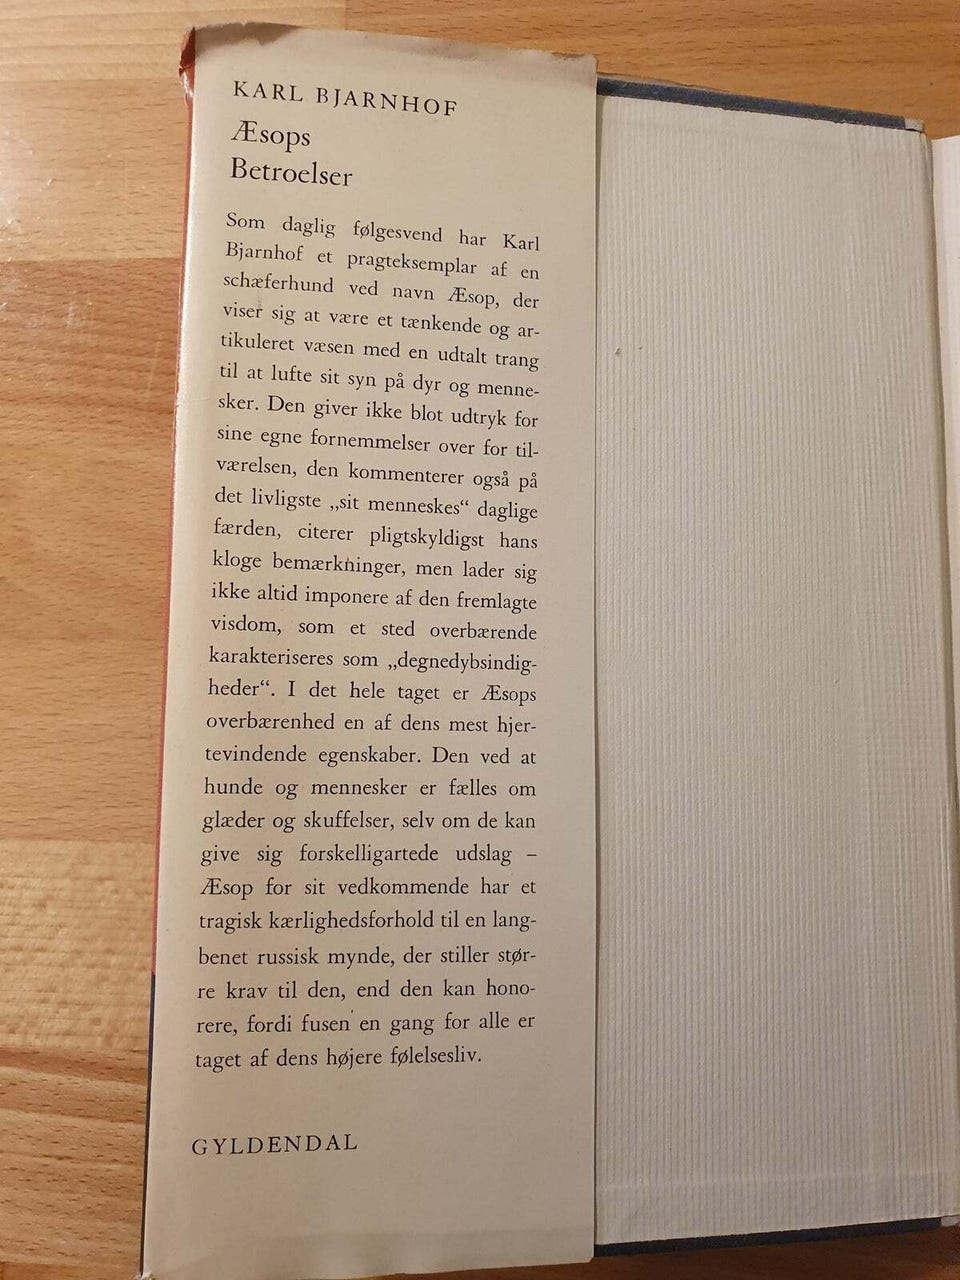 KARL BJARNHOF
Æsops
Betroelser
Som daglig følgesvend har Karl
Bjarnhof et pragteksemplar af en
schæferhund ved navn Æsop, der
viser sig at være et tænkende og ar-
tikuleret væsen med en udtalt trang
til at lufte sit syn på dyr og menne-
sker. Den giver ikke blot udtryk for
sine egne fornemmelser over for til-
værelsen, den kommenterer også på
det livligste „sit menneskes“ daglige
færden, citerer pligtskyldigst hans
kloge bemærkninger, men lader sig
ikke altid imponere af den fremlagte
visdom, som et sted overbærende
karakteriseres som „degnedybsindig-
heder“. I det hele taget er Æsops
overbærenhed en af dens mest hjer-
tevindende egenskaber. Den ved at
hunde og mennesker er fælles om
glæder og skuffelser, selv om de kan
give sig forskelligartede udslag –
Æsop for sit vedkommende har et
tragisk kærlighedsforhold til en lang-
benet russisk mynde, der stiller stør-
re krav til den, end den kan hono-
rere, fordi fusen en gang for alle er
taget af dens højere følelsesliv.
GYLDENDAL